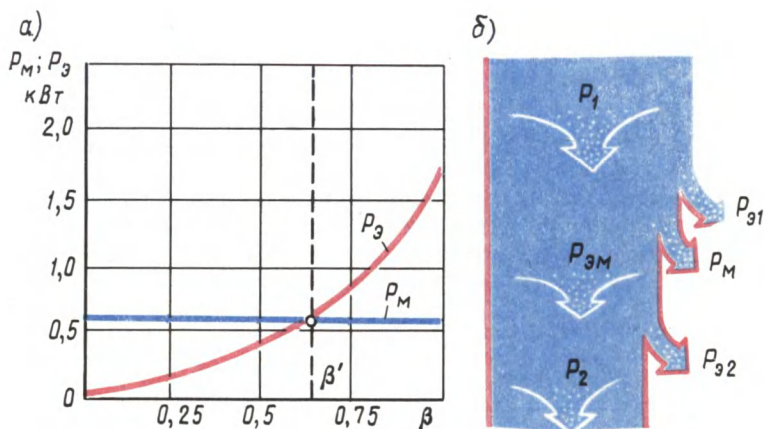 а)
Pм; Pэ
кВт
2,0
1,5
1,0
0,5
0
Pэ
Pм
β'
0,25
0,5
0,75
β
б)
P1
Pэ1
Pм
Pэм
Pэ2
P2